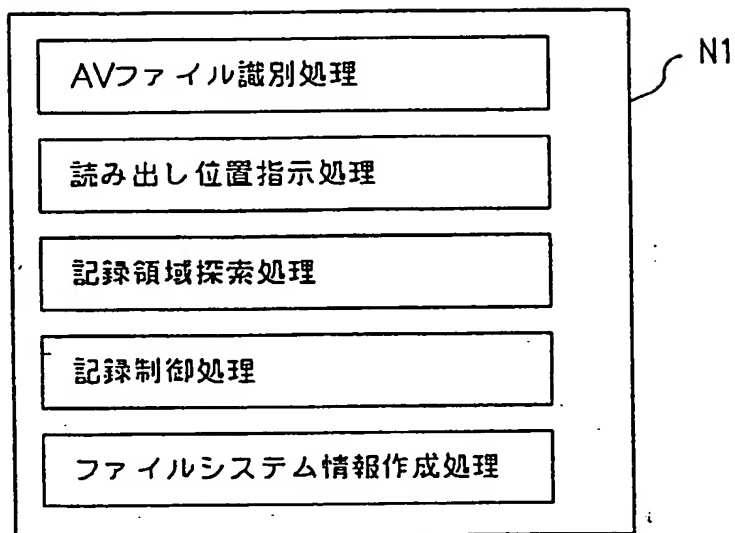 AVファイル識別処理
N1
読み出し位置指示処理
記録領域探索処理
記録制御処理
ファイルシステム情報作成処理